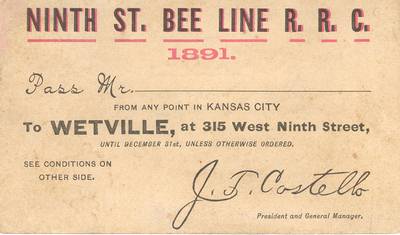 NINTH ST. BEE LINE R. R. C.
1891.
Pass Mr.
FROM ANY POINT IN KANSAS CITY
To WETVILLE, at 315 West Ninth Street,
UNTIL DECEMBER 31st, UNLESS OTHERWISE ORDERED.
SEE CONDITIONS ON
OTHER SIDE.
J. F. Costello
President and General Manager.